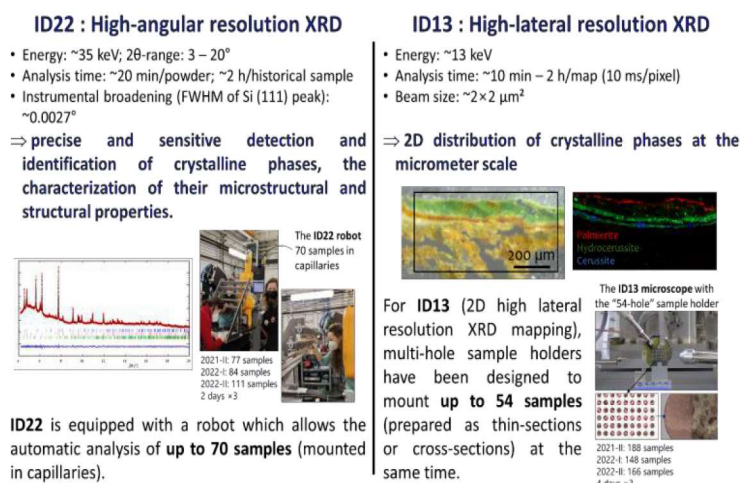 ID22 : High-angular resolution XRD
• Energy: ~35 keV; 2θ-range: 3 – 20°
• Analysis time: ~20 min/powder; ~2 h/historical sample
• Instrumental broadening (FWHM of Si (111) peak):
~0.0027°
⇒ precise and sensitive detection and
identification of crystalline phases, the
characterization of their microstructural and
structural properties.
The ID22 robot
70 samples in
capillaries
2021-II: 77 samples
2022-I: 84 samples
2022-II: 111 samples
2 days ×3
ID22 is equipped with a robot which allows the
automatic analysis of up to 70 samples (mounted
in capillaries).
ID13 : High-lateral resolution XRD
• Energy: ~13 keV
• Analysis time: ~10 min – 2 h/map (10 ms/pixel)
• Beam size: ~2×2 μm²
⇒ 2D distribution of crystalline phases at the
micrometer scale
200 μm
Palmierite
Hydrocerussite
Cerussite
For ID13 (2D high lateral
resolution XRD mapping),
multi-hole sample holders
have been designed to
mount up to 54 samples
(prepared as thin-sections
or cross-sections) at the
same time.
The ID13 microscope with
the “54-hole” sample holder
2021-II: 188 samples
2022-I: 148 samples
2022-II: 166 samples